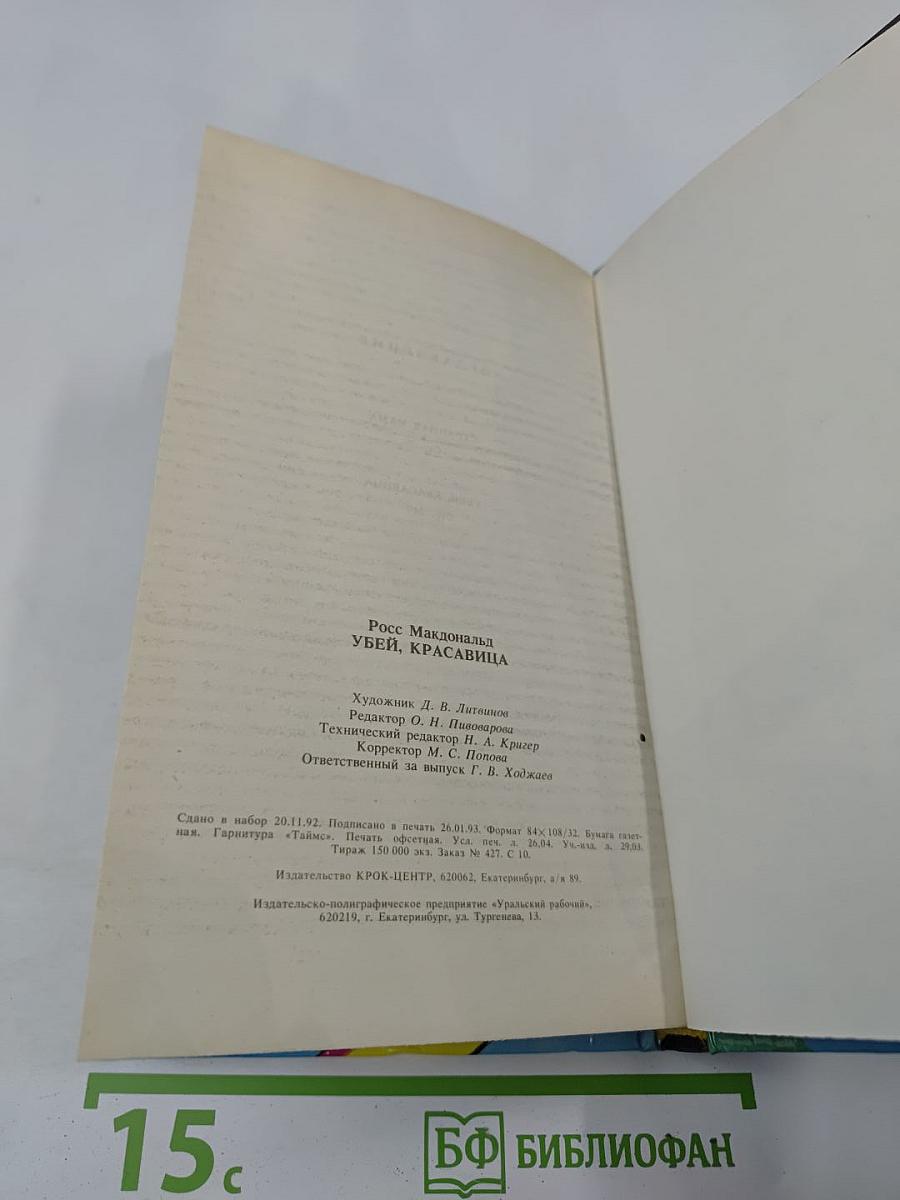 Росс Макдональд
УБЕЙ, КРАСАВИЦА
Художник Д. В. Литвинов
Редактор О. Н. Пивоварова
Технический редактор Н. А. Кригер
Корректор М. С. Попова
Ответственный за выпуск Г. В. Ходжаев
Сдано в набор 20.11.92. Подписано в печать 26.01.93. Формат 84×108/32. Бумага газет-
ная. Гарнитура «Таймс». Печать офсетная. Усл. печ. л. 26,04. Уч.-изд. л. 29,03.
Тираж 150 000 экз. Заказ № 427. С 10.
Издательство КРОК-ЦЕНТР, 620062, Екатеринбург, а/я 89.
Издательско-полиграфическое предприятие «Уральский рабочий»,
620219, г. Екатеринбург, ул. Тургенева, 13.
15 с
БФ БИБЛИОФАН